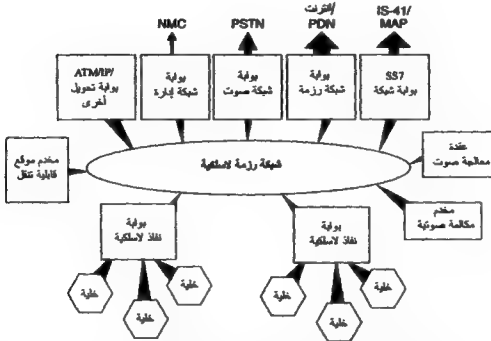 NMC
PSTN
إنترنت/
PDN
IS-41/
MAP
ATM/IP/
بوابة تحويل
أخرى
بوابة
شبكة إدارة
بوابة
شبكة صوت
بوابة
شبكة رزمة
SS7
بوابة شبكة
مخدم موقع
قابلية تنقل
شبكة رزمة لاسلكية
عقدة
معالجة صوت
مخدم
مكالمة صوتية
بوابة
نفاذ لاسلكية
بوابة
نفاذ لاسلكية
خلية
خلية
خلية
خلية
خلية
خلية